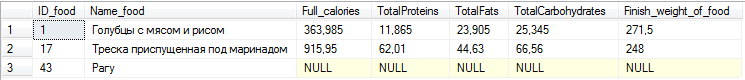 ID_food Name_food Full_calories TotalProteins TotalFats TotalCarbohydrates Finish_weight_of_food
1 1 Голубцы с мясом и рисом 363,985 11,865 23,905 25,345 271,5
2 17 Треска припущенная под маринадом 915,95 62,01 44,63 66,56 248
3 43 Рагу NULL NULL NULL NULL NULL